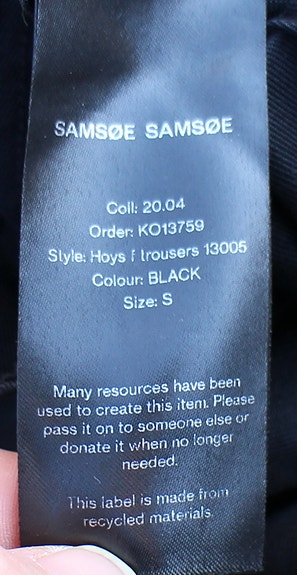 SAMSØE SAMSØE
Coll: 20.04
Order: KO13759
Style: Hoys f trousers 13005
Colour: BLACK
Size: S
Many resources have been
used to create this item. Please
pass it on to someone else or
donate it when no longer
needed.
This label is made from
recycled materials.